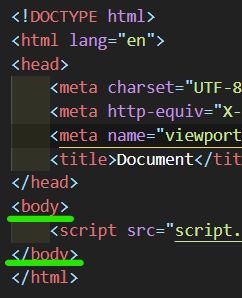 <!DOCTYPE html>
<html lang="en">
<head>
<meta charset="UTF-8
<meta http-equiv="X-
<meta name="viewport
<title>Document</tit
</head>
<body>
<script src="script.
</body>
</html>